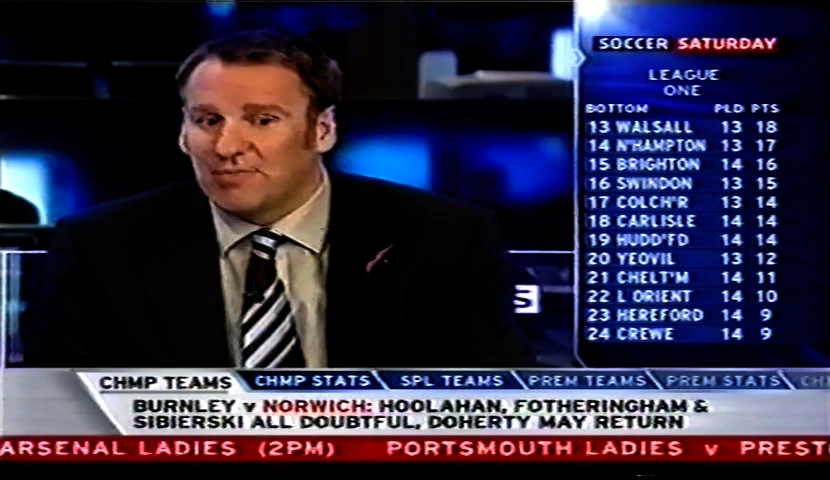 SOCCER SATURDAY
LEAGUE
ONE
BOTTOM PLD PTS
13 WALSALL 13 18
14 N'HAMPTON 13 17
15 BRIGHTON 14 16
16 SWINDON 13 15
17 COLCH'R 13 14
18 CARLISLE 14 14
19 HUDD'FD 14 14
20 YEOVIL 13 12
21 CHELT'M 14 11
22 L ORIENT 14 10
23 HEREFORD 14 9
24 CREWE 14 9
S
CHMP TEAMS CHMP STATS SPL TEAMS PREM TEAMS PREM STATS CH
BURNLEY v NORWICH: HOOLAHAN, FOTHERINGHAM &
SIBIERSKI ALL DOUBTFUL, DOHERTY MAY RETURN
ARSENAL LADIES (2PM) PORTSMOUTH LADIES v PREST